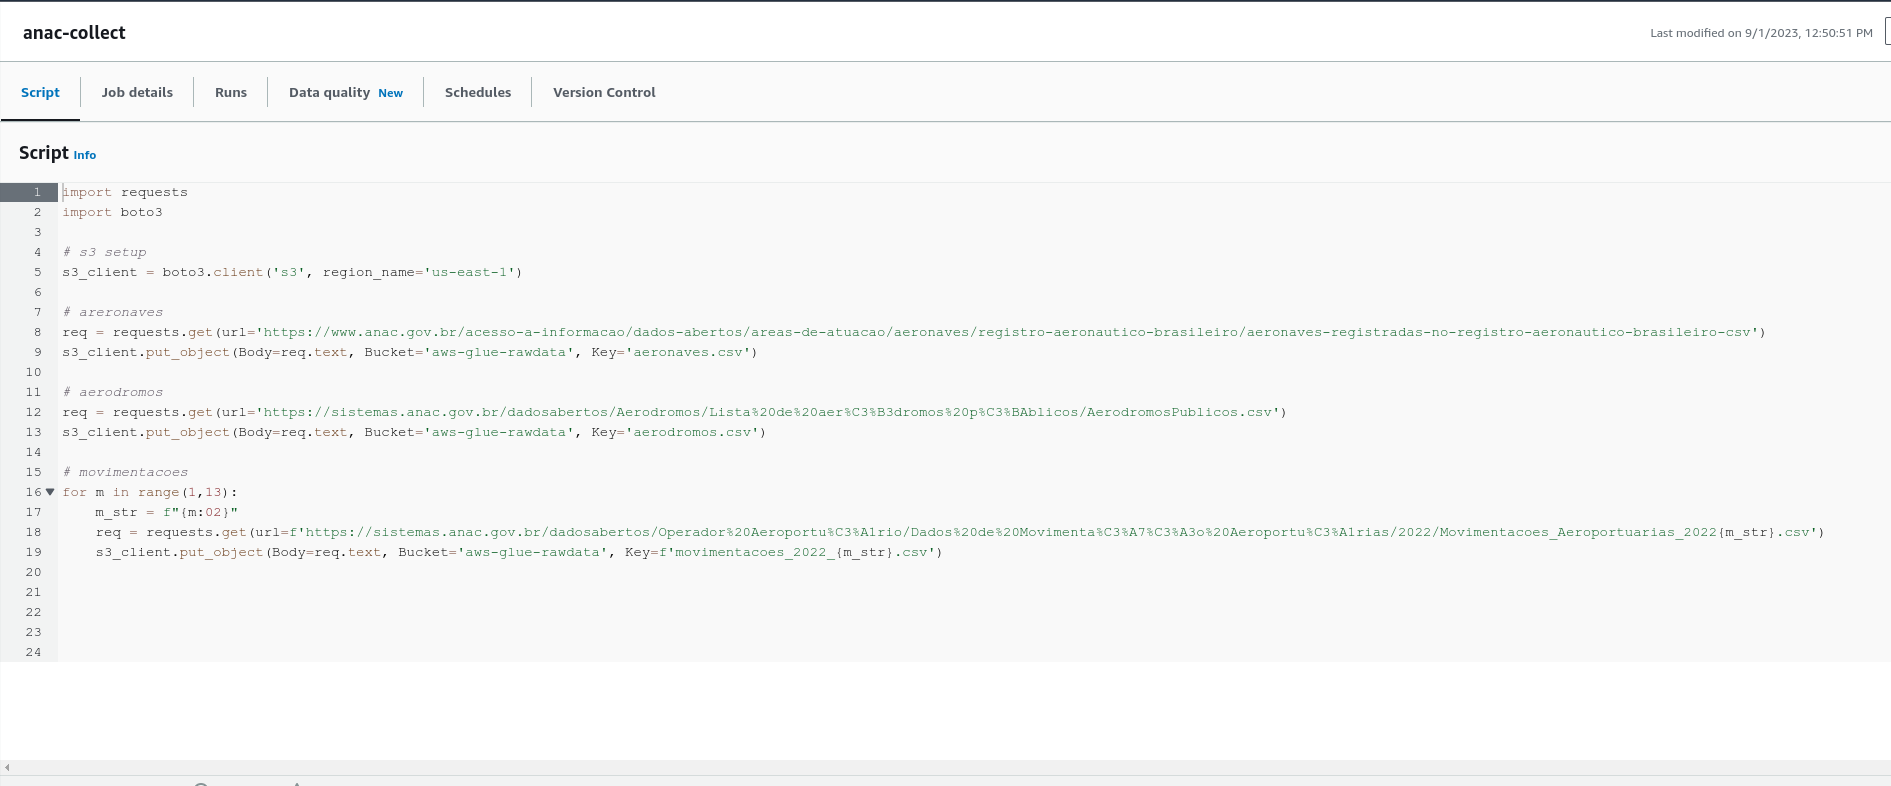 anac-collect
Last modified on 9/1/2023, 12:50:51 PM
Script
Job details
Runs
Data quality New
Schedules
Version Control
Script Info
1 import requests
2 import boto3
3
4 # s3 setup
5 s3_client = boto3.client('s3', region_name='us-east-1')
6
7 # areronaves
8 req = requests.get(url='https://www.anac.gov.br/acesso-a-informacao/dados-abertos/areas-de-atuacao/aeronaves/registro-aeronautico-brasileiro/aeronaves-registradas-no-registro-aeronautico-brasileiro-csv')
9 s3_client.put_object(Body=req.text, Bucket='aws-glue-rawdata', Key='aeronaves.csv')
10
11 # aerodromos
12 req = requests.get(url='https://sistemas.anac.gov.br/dadosabertos/Aerodromos/Lista%20de%20aer%C3%B3dromos%20p%C3%BAblicos/AerodromosPublicos.csv')
13 s3_client.put_object(Body=req.text, Bucket='aws-glue-rawdata', Key='aerodromos.csv')
14
15 # movimentacoes
16 for m in range(1,13):
17     m_str = f"{m:02}"
18     req = requests.get(url=f'https://sistemas.anac.gov.br/dadosabertos/Operador%20Aeroportu%C3%A1rio/Dados%20de%20Movimenta%C3%A7%C3%A3o%20Aeroportu%C3%A1rias/2022/Movimentacoes_Aeroportuarias_2022{m_str}.csv')
19     s3_client.put_object(Body=req.text, Bucket='aws-glue-rawdata', Key=f'movimentacoes_2022_{m_str}.csv')
20
21
22
23
24